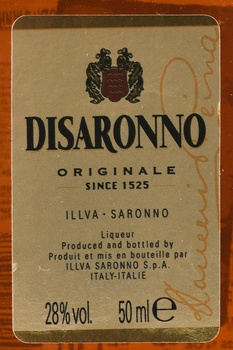 DISARONNO
ORIGINALE
SINCE 1525
ILLVA · SARONNO
Liqueur
Produced and bottled by
Produit et mis en bouteille par
ILLVA SARONNO S.p.A.
ITALY-ITALIE
28% vol. 50 ml ℮